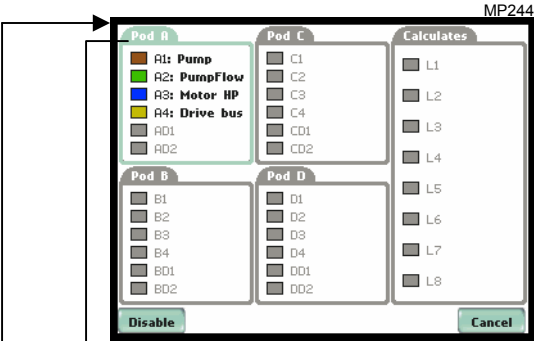 MP244
Pod A
A1: Pump
A2: PumpFlow
A3: Motor HP
A4: Drive bus
AD1
AD2
Pod B
B1
B2
B3
B4
BD1
BD2
Pod C
C1
C2
C3
C4
CD1
CD2
Pod D
D1
D2
D3
D4
DD1
DD2
Calculates
L1
L2
L3
L4
L5
L6
L7
L8
Disable
Cancel